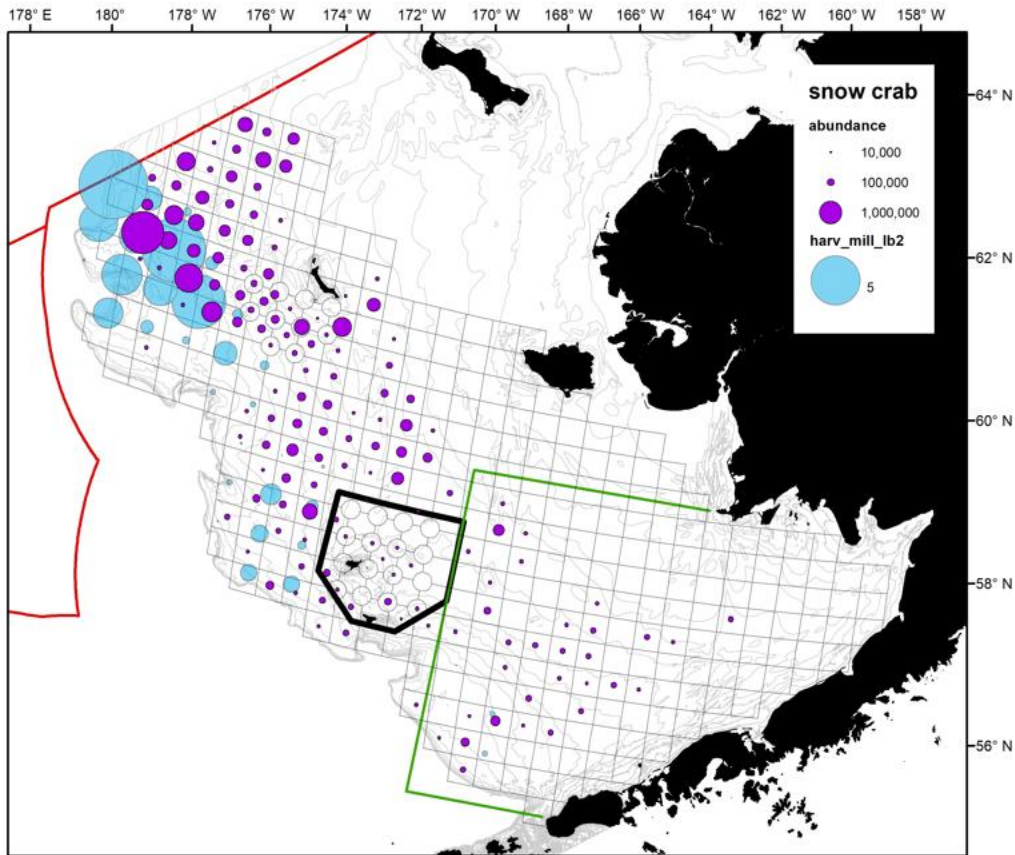 178° E 180° 178° W 176° W 174° W 172° W 170° W 168° W 166° W 164° W 162° W 160° W 158° W
snow crab
abundance
10,000
100,000
1,000,000
harv_mill_lb2
5
64° N
62° N
60° N
58° N
56° N